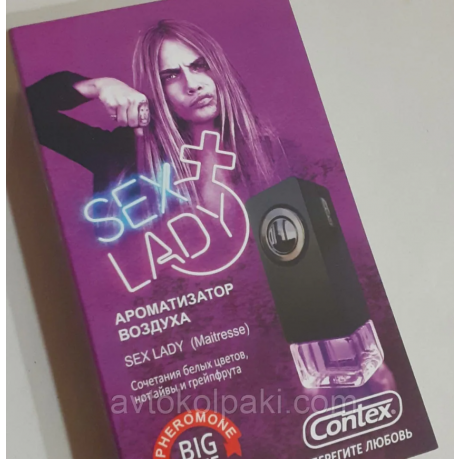 SEX
LADY
АРОМАТИЗАТОР
ВОЗДУХА
SEX LADY (Maitresse)
Сочетания белых цветов,
нот айвы и грейпфрута
avtokolpaki.com
PHEROMONE
BIG
Contex
БЕРЕГИТЕ ЛЮБОВЬ